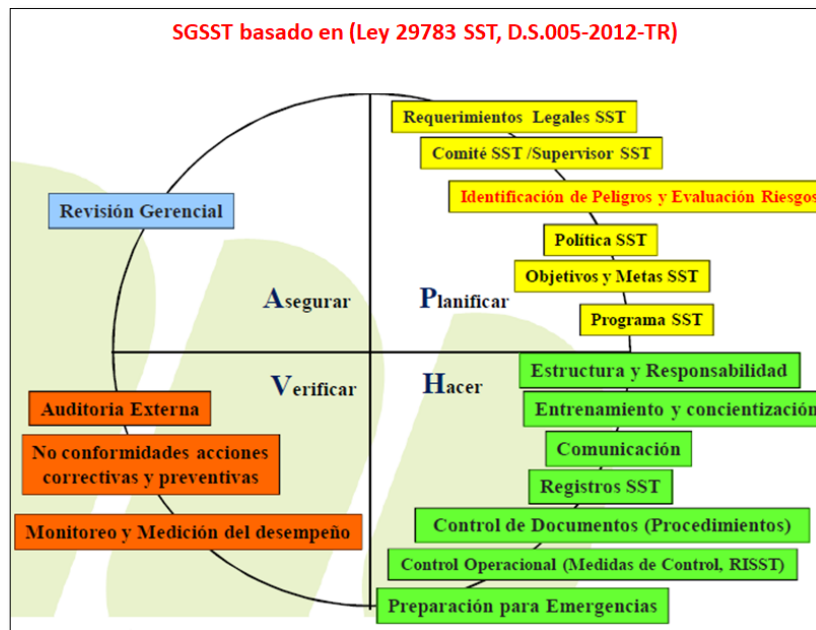 SGSST basado en (Ley 29783 SST, D.S.005-2012-TR)
Requerimientos Legales SST
Comité SST /Supervisor SST
Identificación de Peligros y Evaluación Riesgos
Política SST
Objetivos y Metas SST
Programa SST
Revisión Gerencial
Asegurar
Planificar
Verificar
Hacer
Estructura y Responsabilidad
Entrenamiento y concientización
Comunicación
Registros SST
Control de Documentos (Procedimientos)
Control Operacional (Medidas de Control, RISST)
Preparación para Emergencias
Auditoria Externa
No conformidades acciones
correctivas y preventivas
Monitoreo y Medición del desempeño